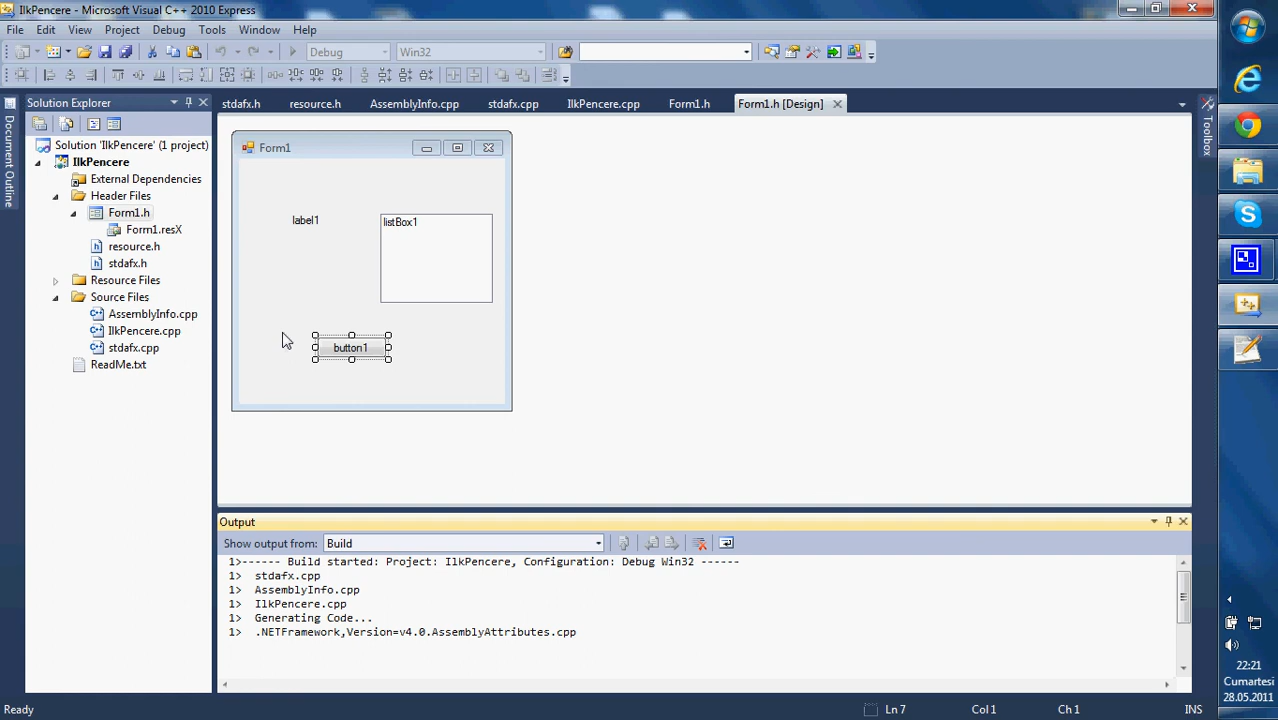 IlkPencere - Microsoft Visual C++ 2010 Express
File Edit View Project Debug Tools Window Help
Debug Win32
Solution Explorer
stdafx.h resource.h AssemblyInfo.cpp stdafx.cpp IlkPencere.cpp Form1.h Form1.h [Design]
Document Outline
Toolbox
Solution 'IlkPencere' (1 project)
IlkPencere
External Dependencies
Header Files
Form1.h
Form1.resX
resource.h
stdafx.h
Resource Files
Source Files
AssemblyInfo.cpp
IlkPencere.cpp
stdafx.cpp
ReadMe.txt
Form1
label1
listBox1
button1
Output
Show output from: Build
1>------ Build started: Project: IlkPencere, Configuration: Debug Win32 ------
1> stdafx.cpp
1> AssemblyInfo.cpp
1> IlkPencere.cpp
1> Generating Code...
1> .NETFramework,Version=v4.0.AssemblyAttributes.cpp
Ready
Ln 7 Col 1 Ch 1 INS
22:21
Cumartesi
28.05.2011